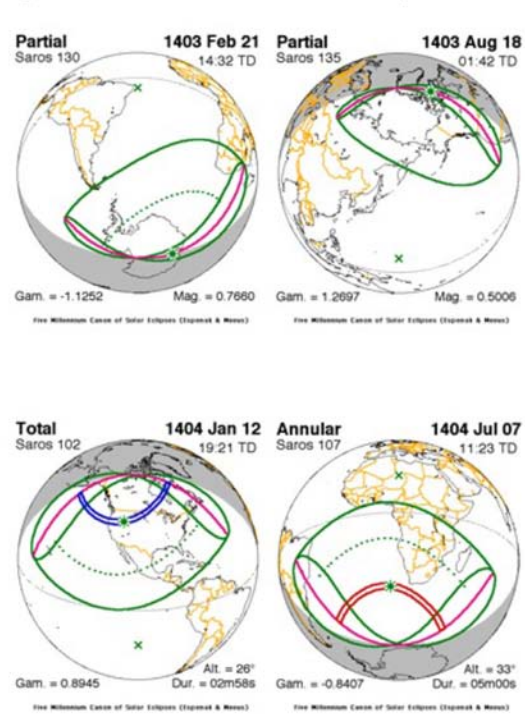 Partial 1403 Feb 21
Saros 130 14:32 TD
Gam. = -1.1252 Mag. = 0.7660
Five Millennium Canon of Solar Eclipses (Espenak & Meeus)
Partial 1403 Aug 18
Saros 135 01:42 TD
Gam. = 1.2697 Mag. = 0.5006
Five Millennium Canon of Solar Eclipses (Espenak & Meeus)
Total 1404 Jan 12
Saros 102 19:21 TD
Alt. = 26°
Gam. = 0.8945 Dur. = 02m58s
Five Millennium Canon of Solar Eclipses (Espenak & Meeus)
Annular 1404 Jul 07
Saros 107 11:23 TD
Alt. = 33°
Gam. = -0.8407 Dur. = 05m00s
Five Millennium Canon of Solar Eclipses (Espenak & Meeus)